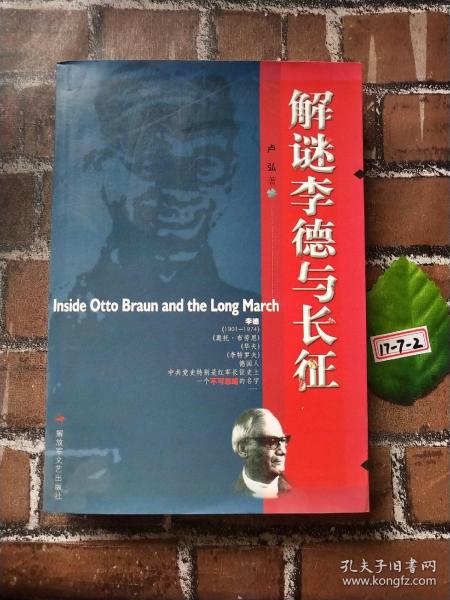 解谜李德与长征
卢弘 著
Inside Otto Braun and the Long March
李德
(1901—1974)
(奥托·布劳恩)
(华夫)
(李特罗夫)
德国人
中共党史特别是红军长征史上
一个不可忽略的名字
……
解放军文艺出版社
17-7-2
孔夫子旧书网
www.kongfz.com